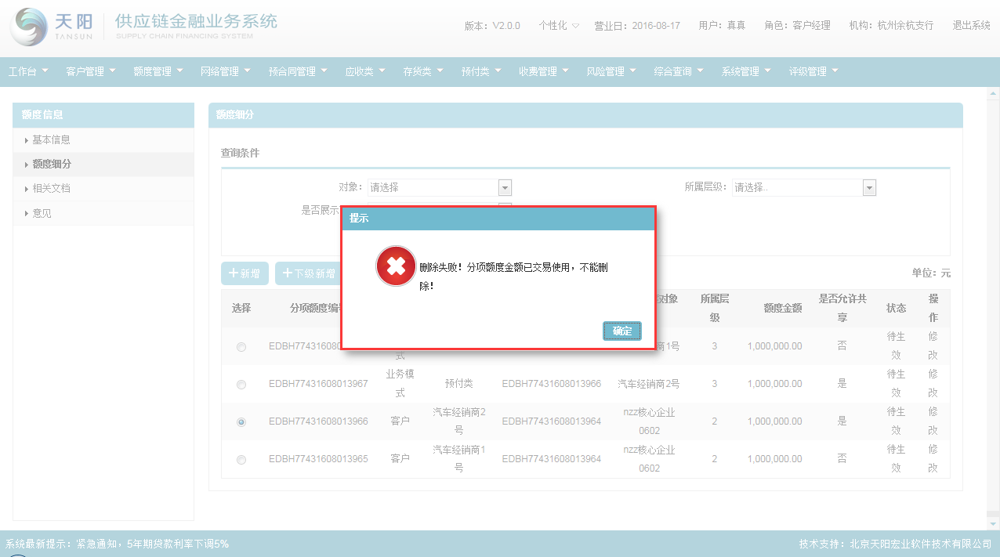 天阳
TANSUN
供应链金融业务系统
SUPPLY CHAIN FINANCING SYSTEM
版本：V2.0.0 个性化 营业日：2016-08-17 用户：真真 角色：客户经理 机构：杭州余杭支行 退出系统
工作台 客户管理 额度管理 网络管理 预合同管理 应收类 存货类 预付类 收费管理 风险管理 综合查询 系统管理 评级管理
额度信息
基本信息
额度细分
相关文档
意见
额度细分
查询条件
对象： 请选择 所属层级： 请选择..
是否展示
提示
删除失败！分项额度金额已交易使用，不能删
除！
确定
新增 下级新增 单位：元
选择 分项额度编号 对象 所属层级 额度金额 是否允许共享 状态 操作
EDBH774316080 式 商1号 3 1,000,000.00 否 待生效 修改
EDBH77431608013967 业务模式 预付类 EDBH77431608013966 汽车经销商2号 3 1,000,000.00 是 待生效 修改
EDBH77431608013966 客户 汽车经销商2号 EDBH77431608013964 nzz核心企业0602 2 1,000,000.00 是 待生效 修改
EDBH77431608013965 客户 汽车经销商1号 EDBH77431608013964 nzz核心企业0602 2 1,000,000.00 否 待生效 修改
系统最新提示：紧急通知，5年期贷款利率下调5% 技术支持：北京天阳宏业软件技术有限公司